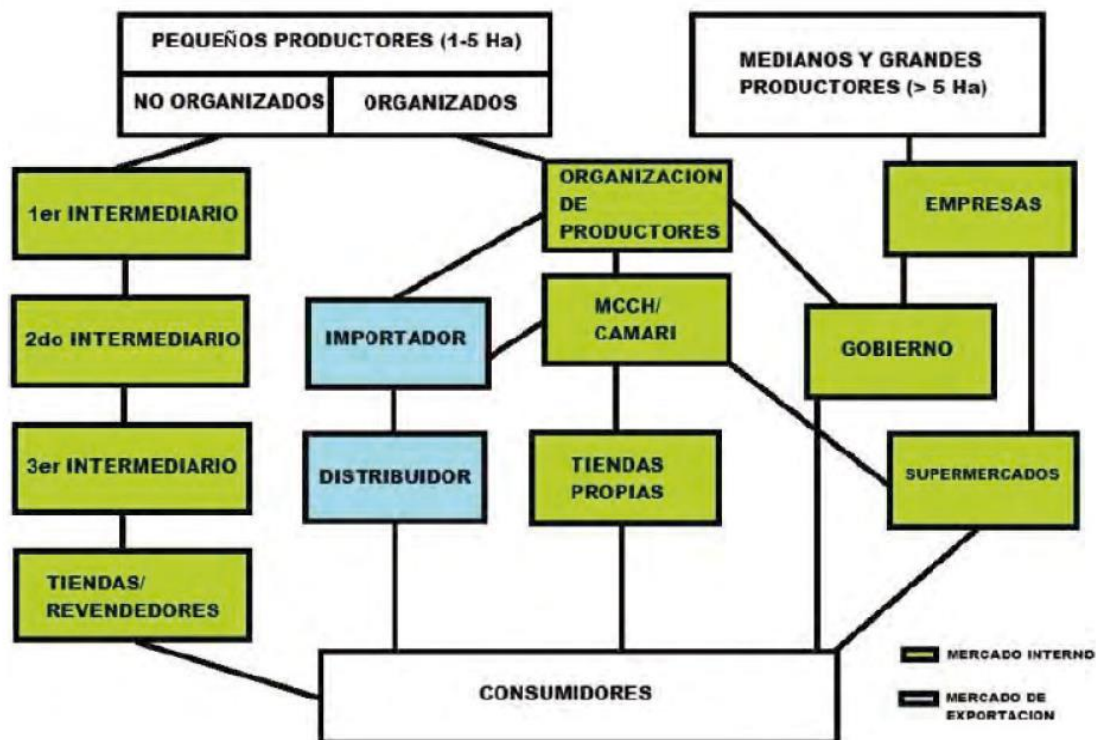 PEQUEÑOS PRODUCTORES (1-5 Ha)
NO ORGANIZADOS
ORGANIZADOS
MEDIANOS Y GRANDES
PRODUCTORES (> 5 Ha)
1er INTERMEDIARIO
ORGANIZACION
DE
PRODUCTORES
EMPRESAS
2do INTERMEDIARIO
IMPORTADOR
MCCH/
CAMARI
GOBIERNO
3er INTERMEDIARIO
DISTRIBUIDOR
TIENDAS
PROPIAS
SUPERMERCADOS
TIENDAS/
REVENDEDORES
CONSUMIDORES
MERCADO INTERNO
MERCADO DE
EXPORTACION